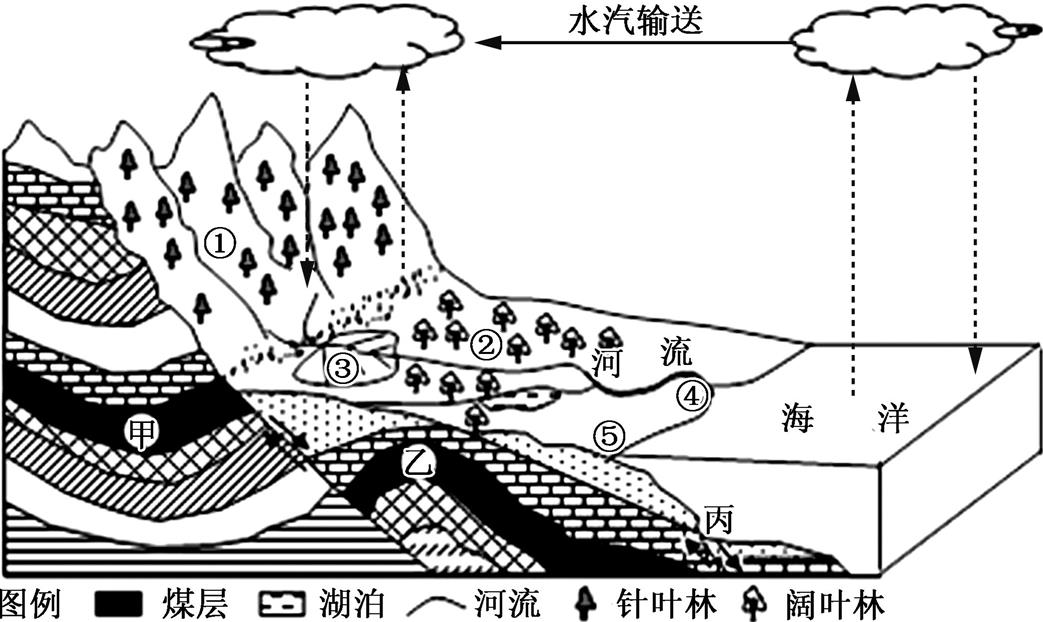 水汽输送
①
②
③
河 流
④
海 洋
⑤
甲
乙
丙
图例 煤层 湖泊 河流 针叶林 阔叶林